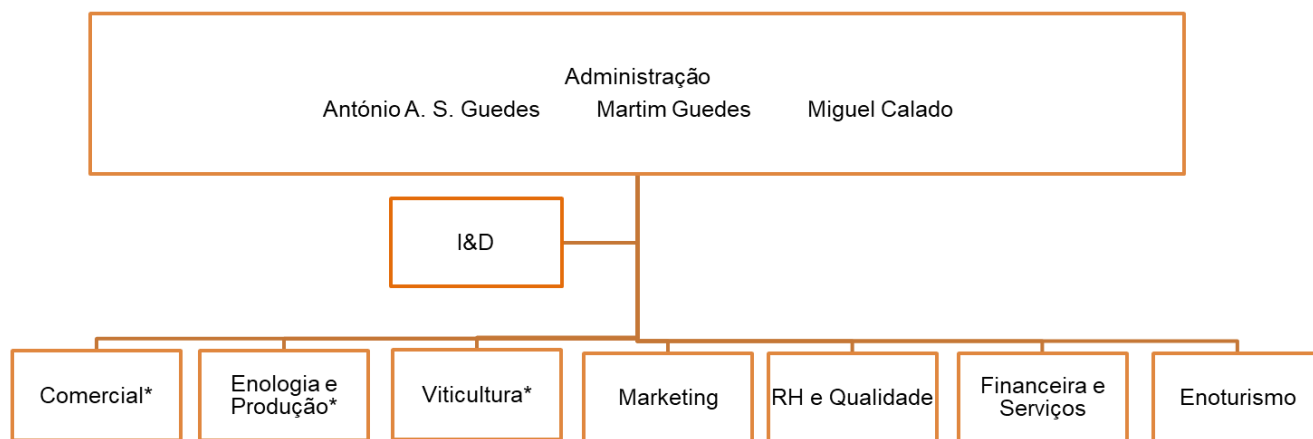 Administração
António A. S. Guedes Martim Guedes Miguel Calado
I&D
Comercial*
Enologia e
Produção*
Viticultura*
Marketing
RH e Qualidade
Financeira e
Serviços
Enoturismo